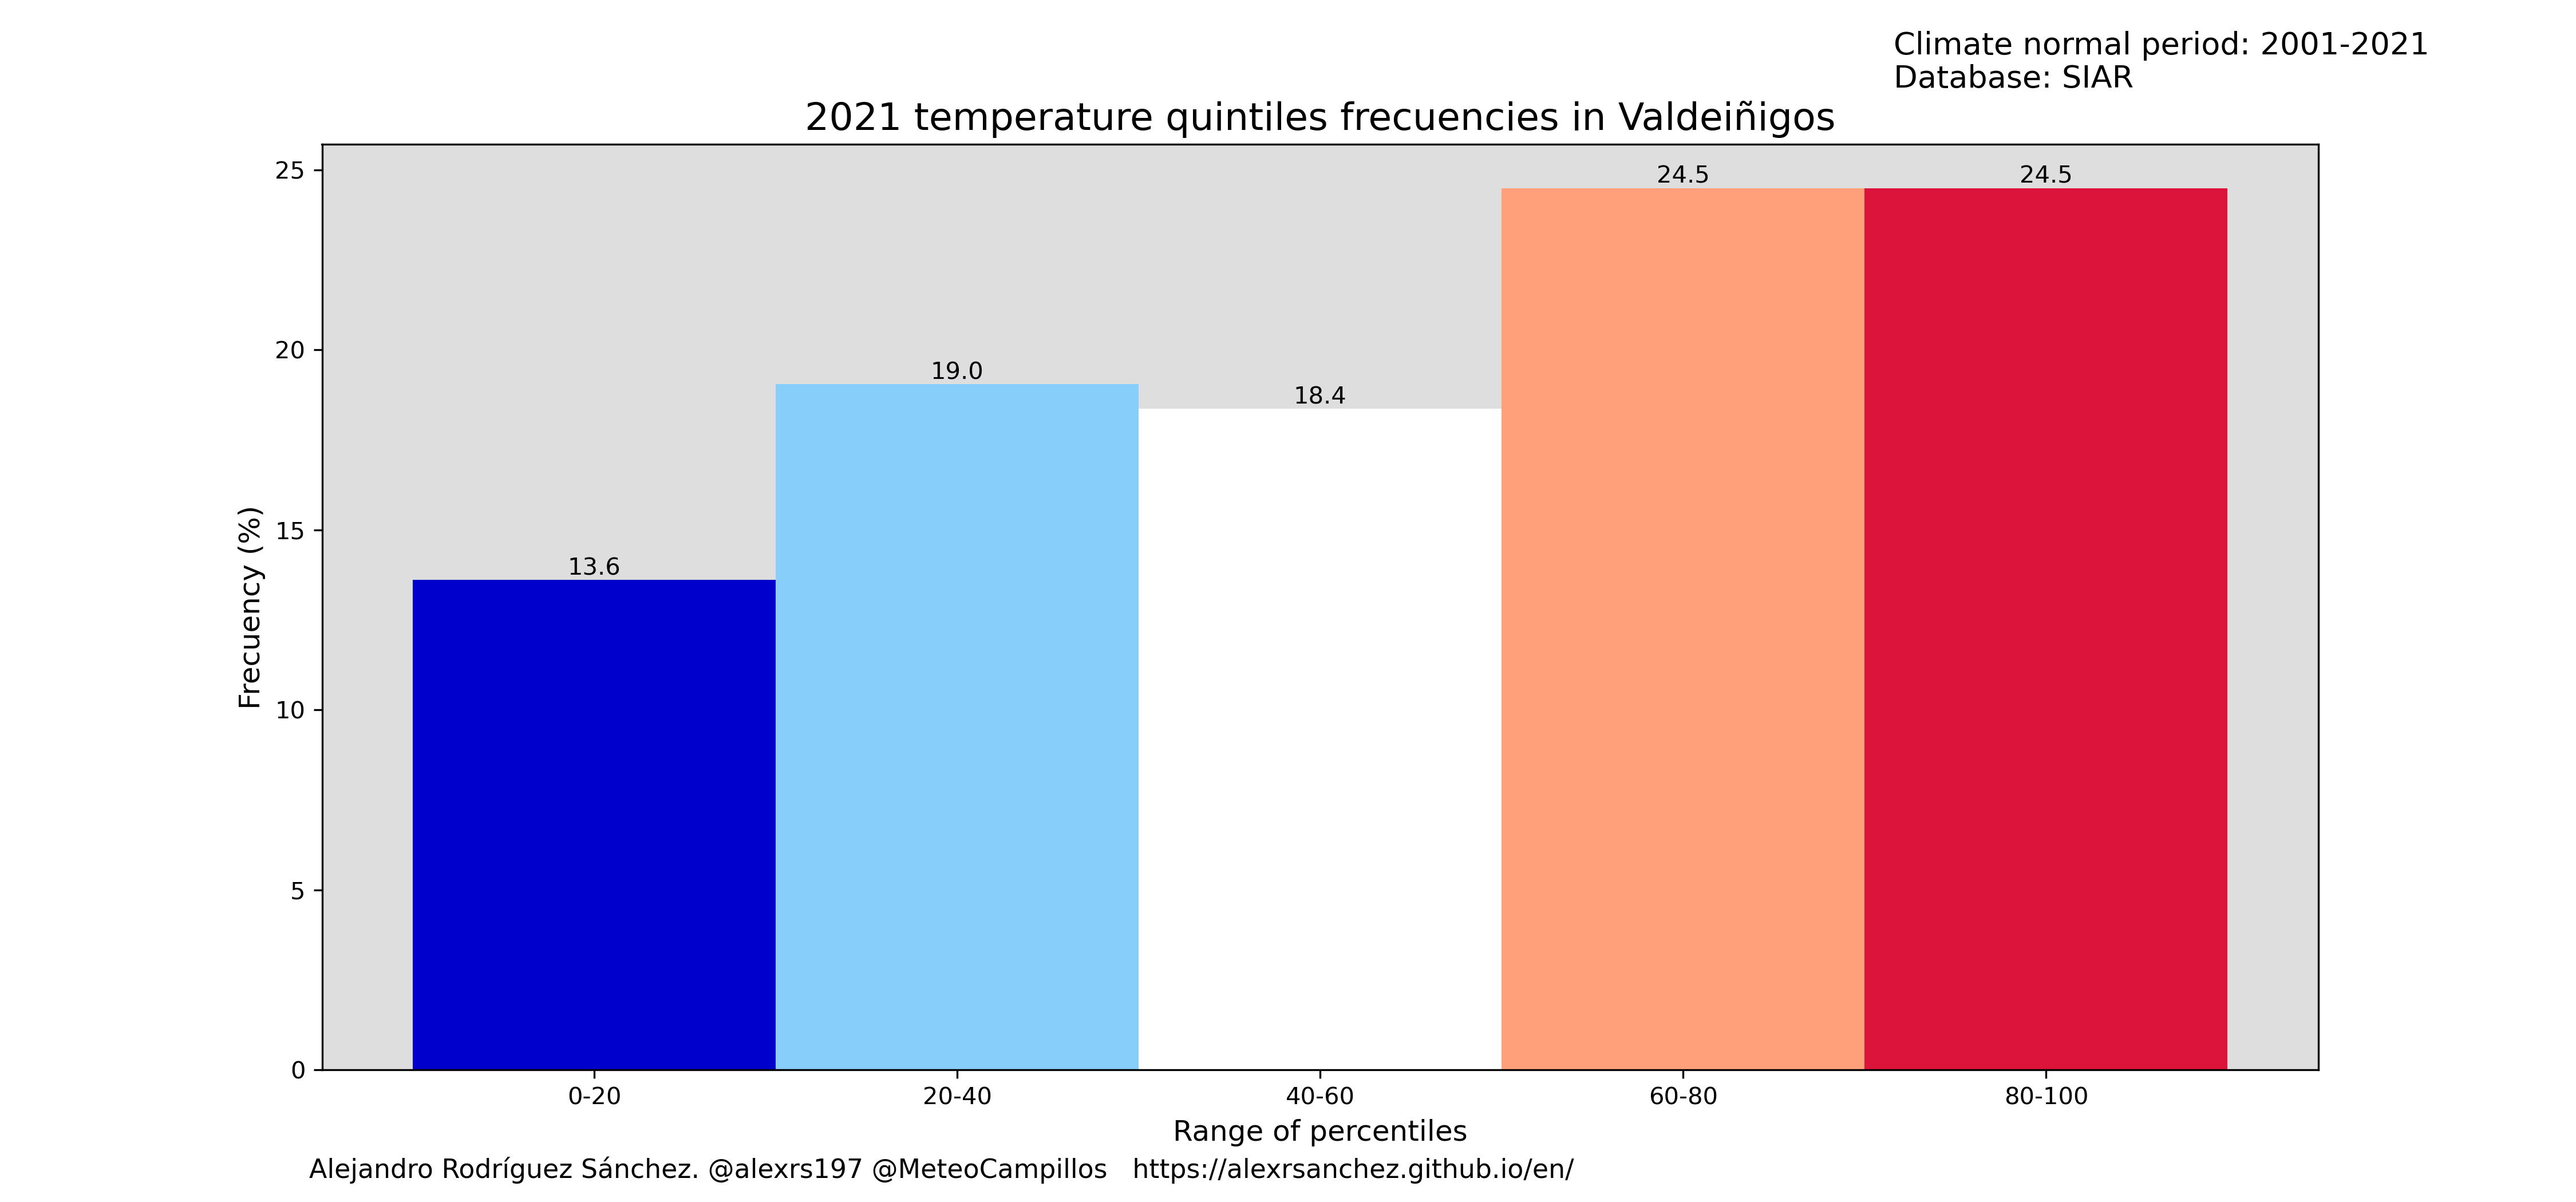 Climate normal period: 2001-2021
Database: SIAR
2021 temperature quintiles frecuencies in Valdeiñigos
25
20
15
10
5
0
Frecuency (%)
13.6
19.0
18.4
24.5
24.5
0-20
20-40
40-60
60-80
80-100
Range of percentiles
Alejandro Rodríguez Sánchez. @alexrs197 @MeteoCampillos https://alexrsanchez.github.io/en/